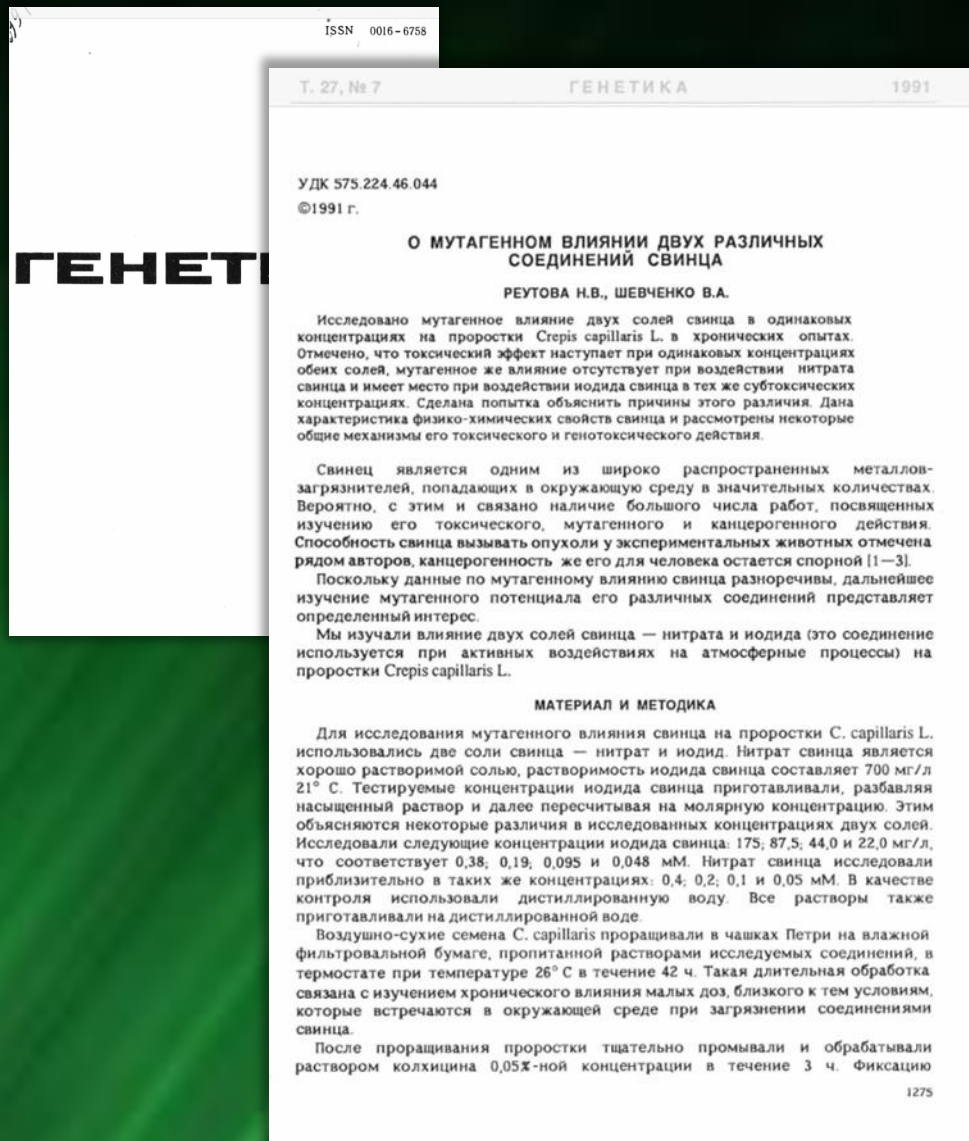 ISSN 0016-6758
ГЕНЕТИ
Т. 27, № 7 ГЕНЕТИКА 1991
УДК 575.224.46.044
©1991 г.
О МУТАГЕННОМ ВЛИЯНИИ ДВУХ РАЗЛИЧНЫХ
СОЕДИНЕНИЙ СВИНЦА
РЕУТОВА Н.В., ШЕВЧЕНКО В.А.
Исследовано мутагенное влияние двух солей свинца в одинаковых
концентрациях на проростки Crepis capillaris L. в хронических опытах.
Отмечено, что токсический эффект наступает при одинаковых концентрациях
обеих солей, мутагенное же влияние отсутствует при воздействии нитрата
свинца и имеет место при воздействии иодида свинца в тех же субтоксических
концентрациях. Сделана попытка объяснить причины этого различия. Дана
характеристика физико-химических свойств свинца и рассмотрены некоторые
общие механизмы его токсического и генотоксического действия.
Свинец является одним из широко распространенных металлов-
загрязнителей, попадающих в окружающую среду в значительных количествах.
Вероятно, с этим и связано наличие большого числа работ, посвященных
изучению его токсического, мутагенного и канцерогенного действия.
Способность свинца вызывать опухоли у экспериментальных животных отмечена
рядом авторов, канцерогенность же его для человека остается спорной [1—3].
Поскольку данные по мутагенному влиянию свинца разноречивы, дальнейшее
изучение мутагенного потенциала его различных соединений представляет
определенный интерес.
Мы изучали влияние двух солей свинца — нитрата и иодида (это соединение
используется при активных воздействиях на атмосферные процессы) на
проростки Crepis capillaris L.
МАТЕРИАЛ И МЕТОДИКА
Для исследования мутагенного влияния свинца на проростки C. capillaris L.
использовались две соли свинца — нитрат и иодид. Нитрат свинца является
хорошо растворимой солью, растворимость иодида свинца составляет 700 мг/л
21° С. Тестируемые концентрации иодида свинца приготавливали, разбавляя
насыщенный раствор и далее пересчитывая на молярную концентрацию. Этим
объясняются некоторые различия в исследованных концентрациях двух солей.
Исследовали следующие концентрации иодида свинца: 175; 87,5; 44,0 и 22,0 мг/л,
что соответствует 0,38; 0,19; 0,095 и 0,048 мМ. Нитрат свинца исследовали
приблизительно в таких же концентрациях: 0,4; 0,2; 0,1 и 0,05 мМ. В качестве
контроля использовали дистиллированную воду. Все растворы также
приготавливали на дистиллированной воде.
Воздушно-сухие семена C. capillaris проращивали в чашках Петри на влажной
фильтровальной бумаге, пропитанной растворами исследуемых соединений, в
термостате при температуре 26° С в течение 42 ч. Такая длительная обработка
связана с изучением хронического влияния малых доз, близкого к тем условиям,
которые встречаются в окружающей среде при загрязнении соединениями
свинца.
После проращивания проростки тщательно промывали и обрабатывали
раствором колхицина 0,05%-ной концентрации в течение 3 ч. Фиксацию
1275